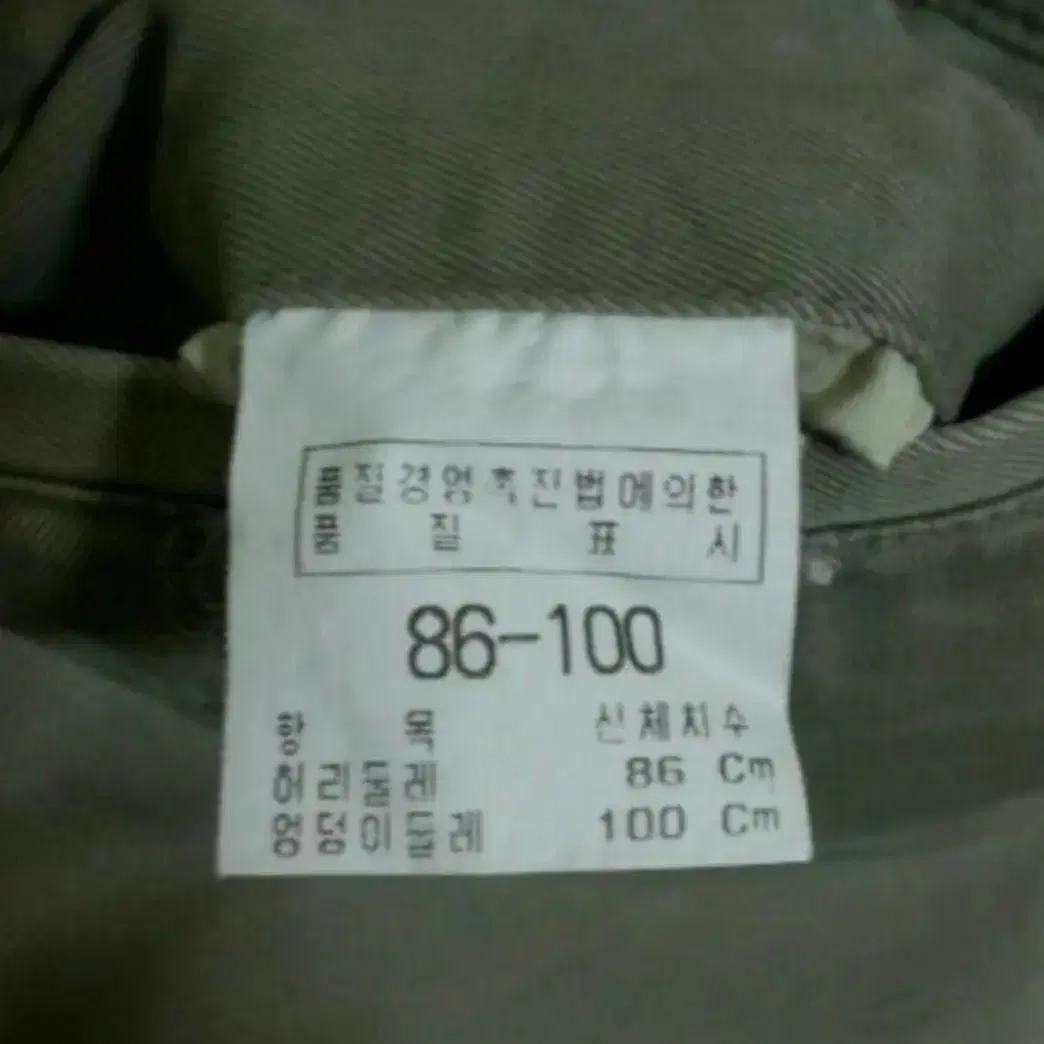 품질경영촉진법에의한
품 질 표 시
86-100
항 목 신체치수
허리둘레 86 Cm
엉덩이둘레 100 Cm